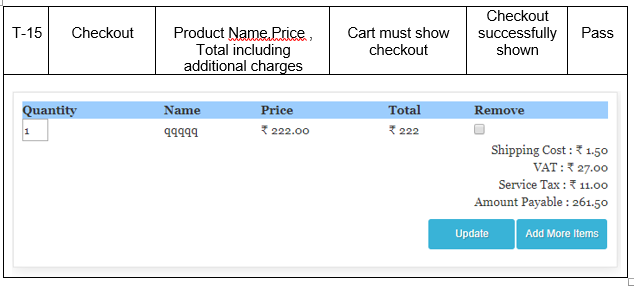 T-15 Checkout Product Name,Price , Total including additional charges Cart must show checkout Checkout successfully shown Pass
Quantity Name Price Total Remove
1 qqqqq ₹ 222.00 ₹ 222
Shipping Cost : ₹ 1.50
VAT : ₹ 27.00
Service Tax : ₹ 11.00
Amount Payable : 261.50
Update Add More Items